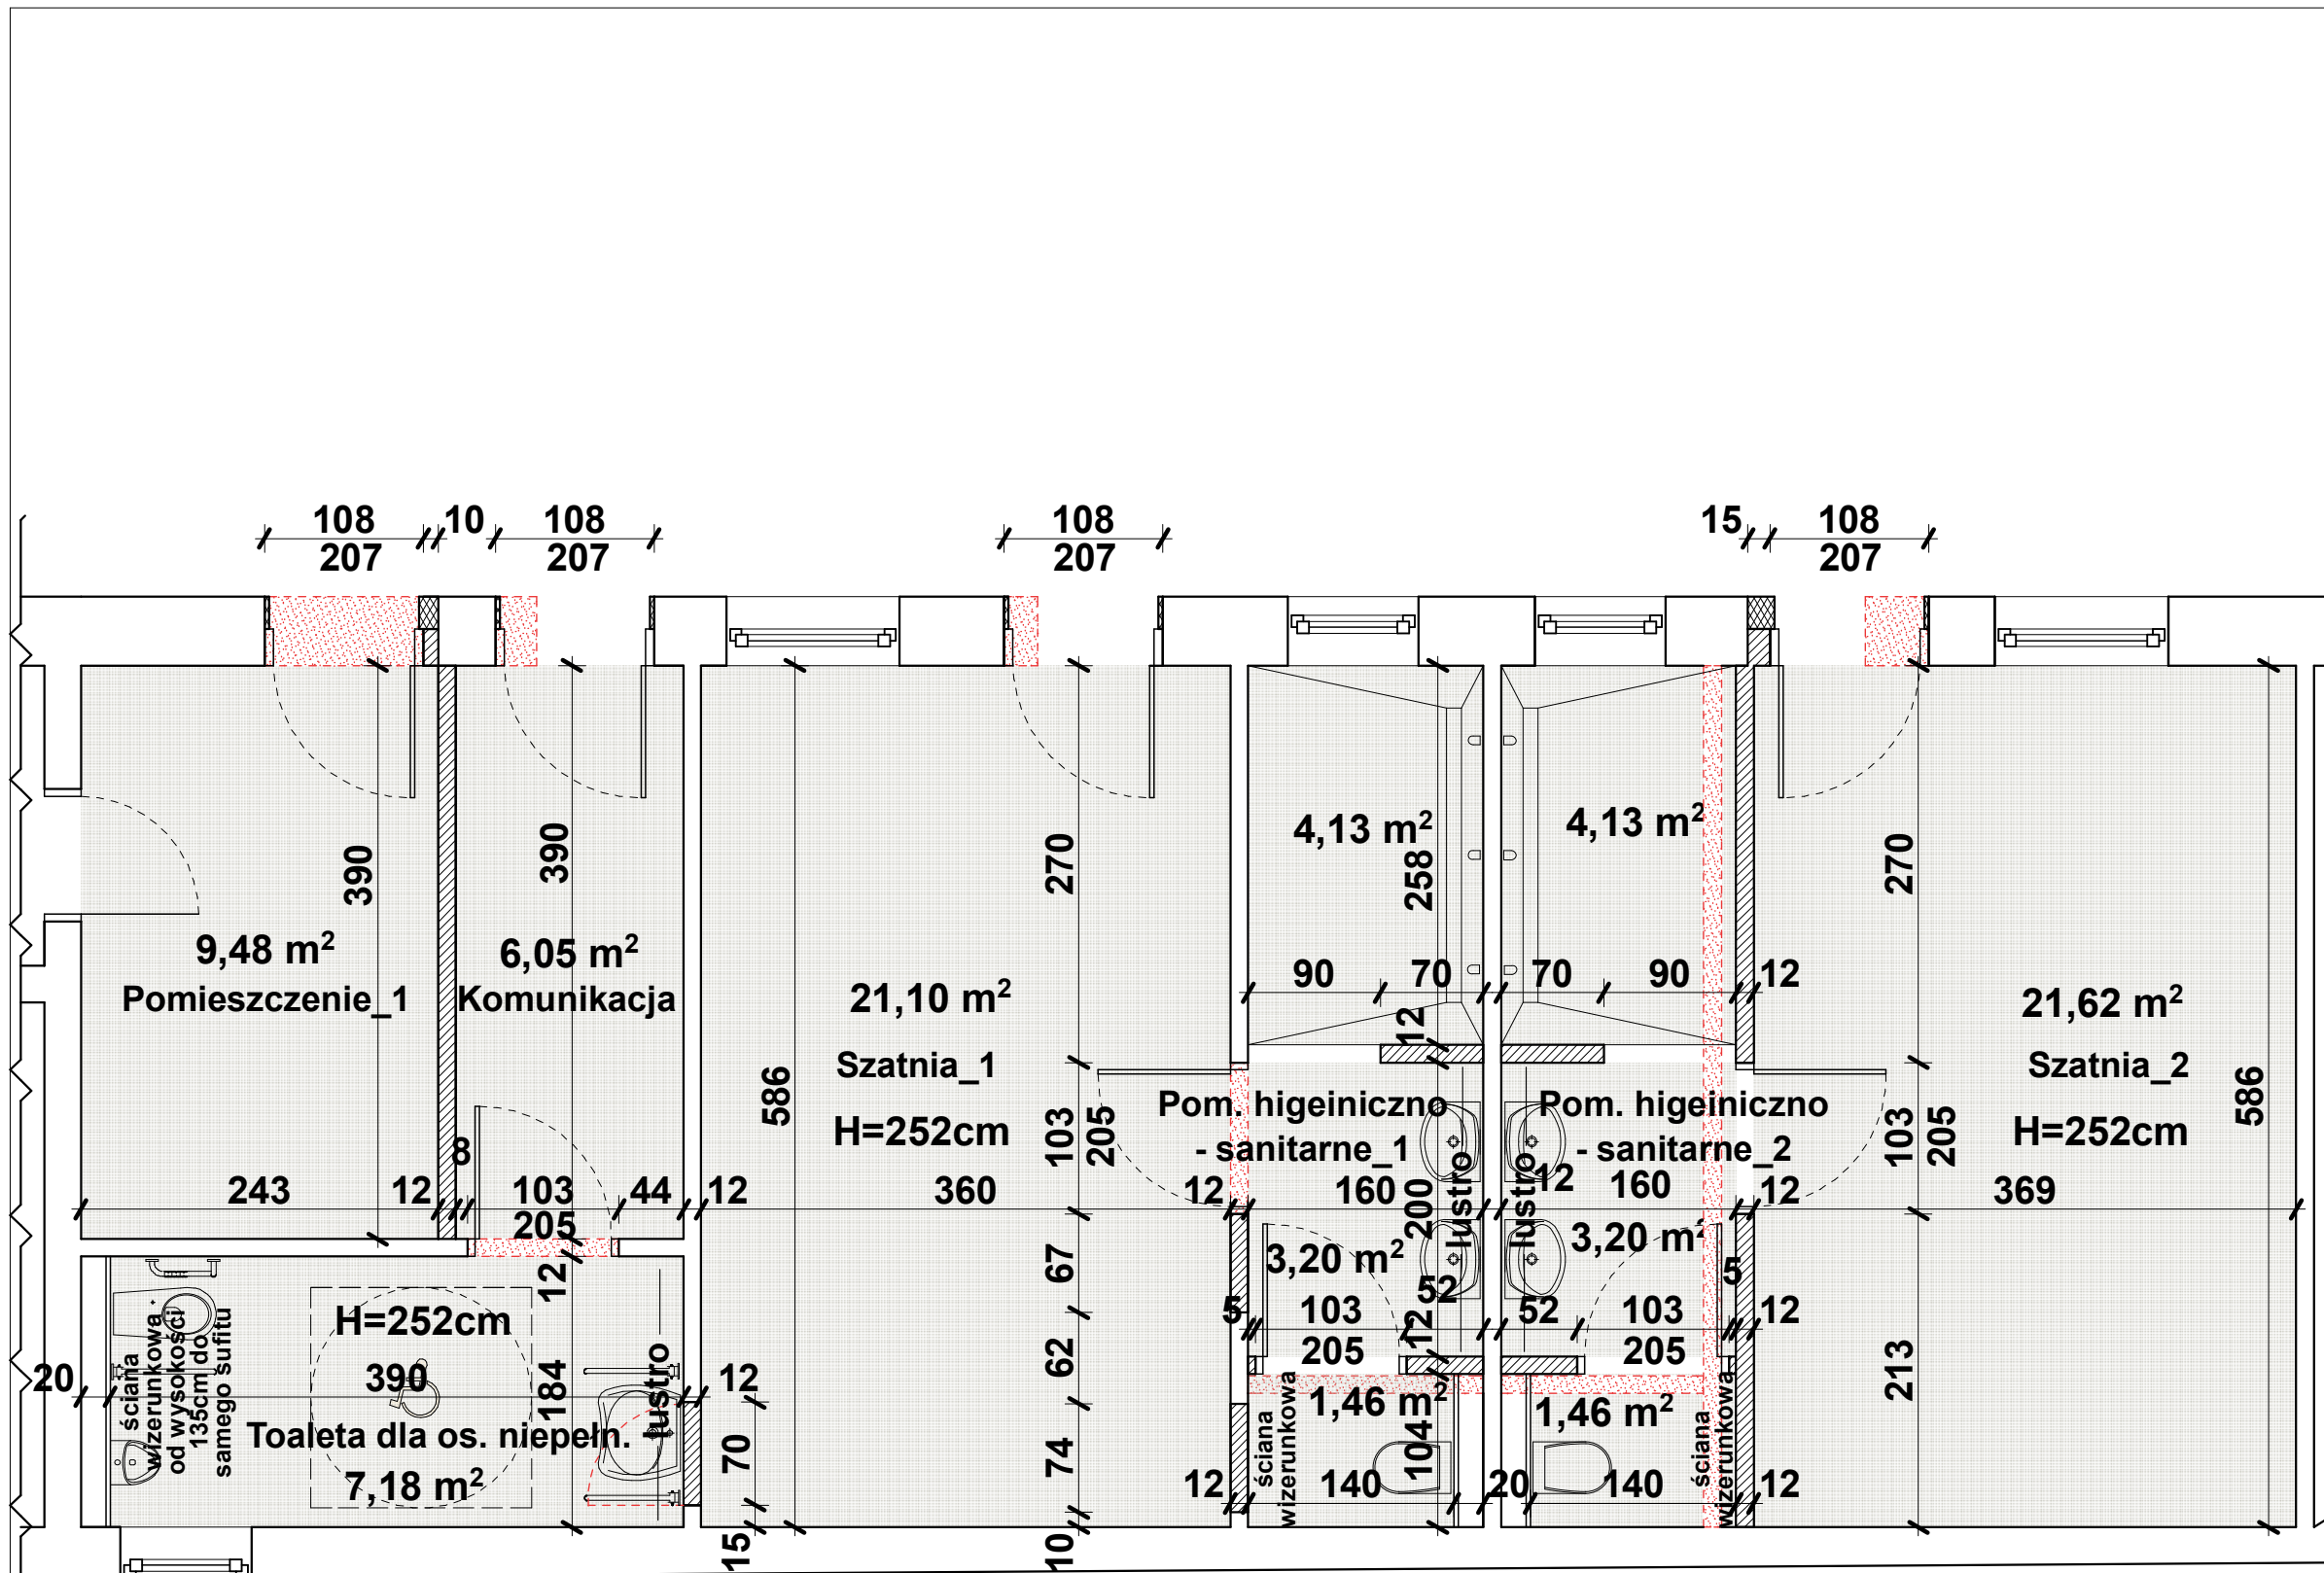 108
207
10
108
207
108
207
15
108
207
390
390
270
258
270
4,13 m²
4,13 m²
9,48 m²
Pomieszczenie_1
6,05 m²
Komunikacja
21,10 m²
Szatnia_1
H=252cm
586
90
70
70
90
12
12
21,62 m²
Szatnia_2
H=252cm
586
Pom. higeiniczno
- sanitarne_1
Pom. higeiniczno
- sanitarne_2
103
205
103
205
8
243
12
103
205
44
12
360
12
160
200
lustro
lustro
12
160
12
369
3,20 m²
3,20 m²
67
12
5
103
205
52
12
52
103
205
5
12
H=252cm
20
390
184
lustro
12
62
213
ściana
wizerunkowa
od wysokości
135cm do
samego sufitu
Toaleta dla os. niepełn.
7,18 m²
70
15
74
10
1,46 m²
1,46 m²
ściana
wizerunkowa
ściana
wizerunkowa
12
140
104
20
140
12